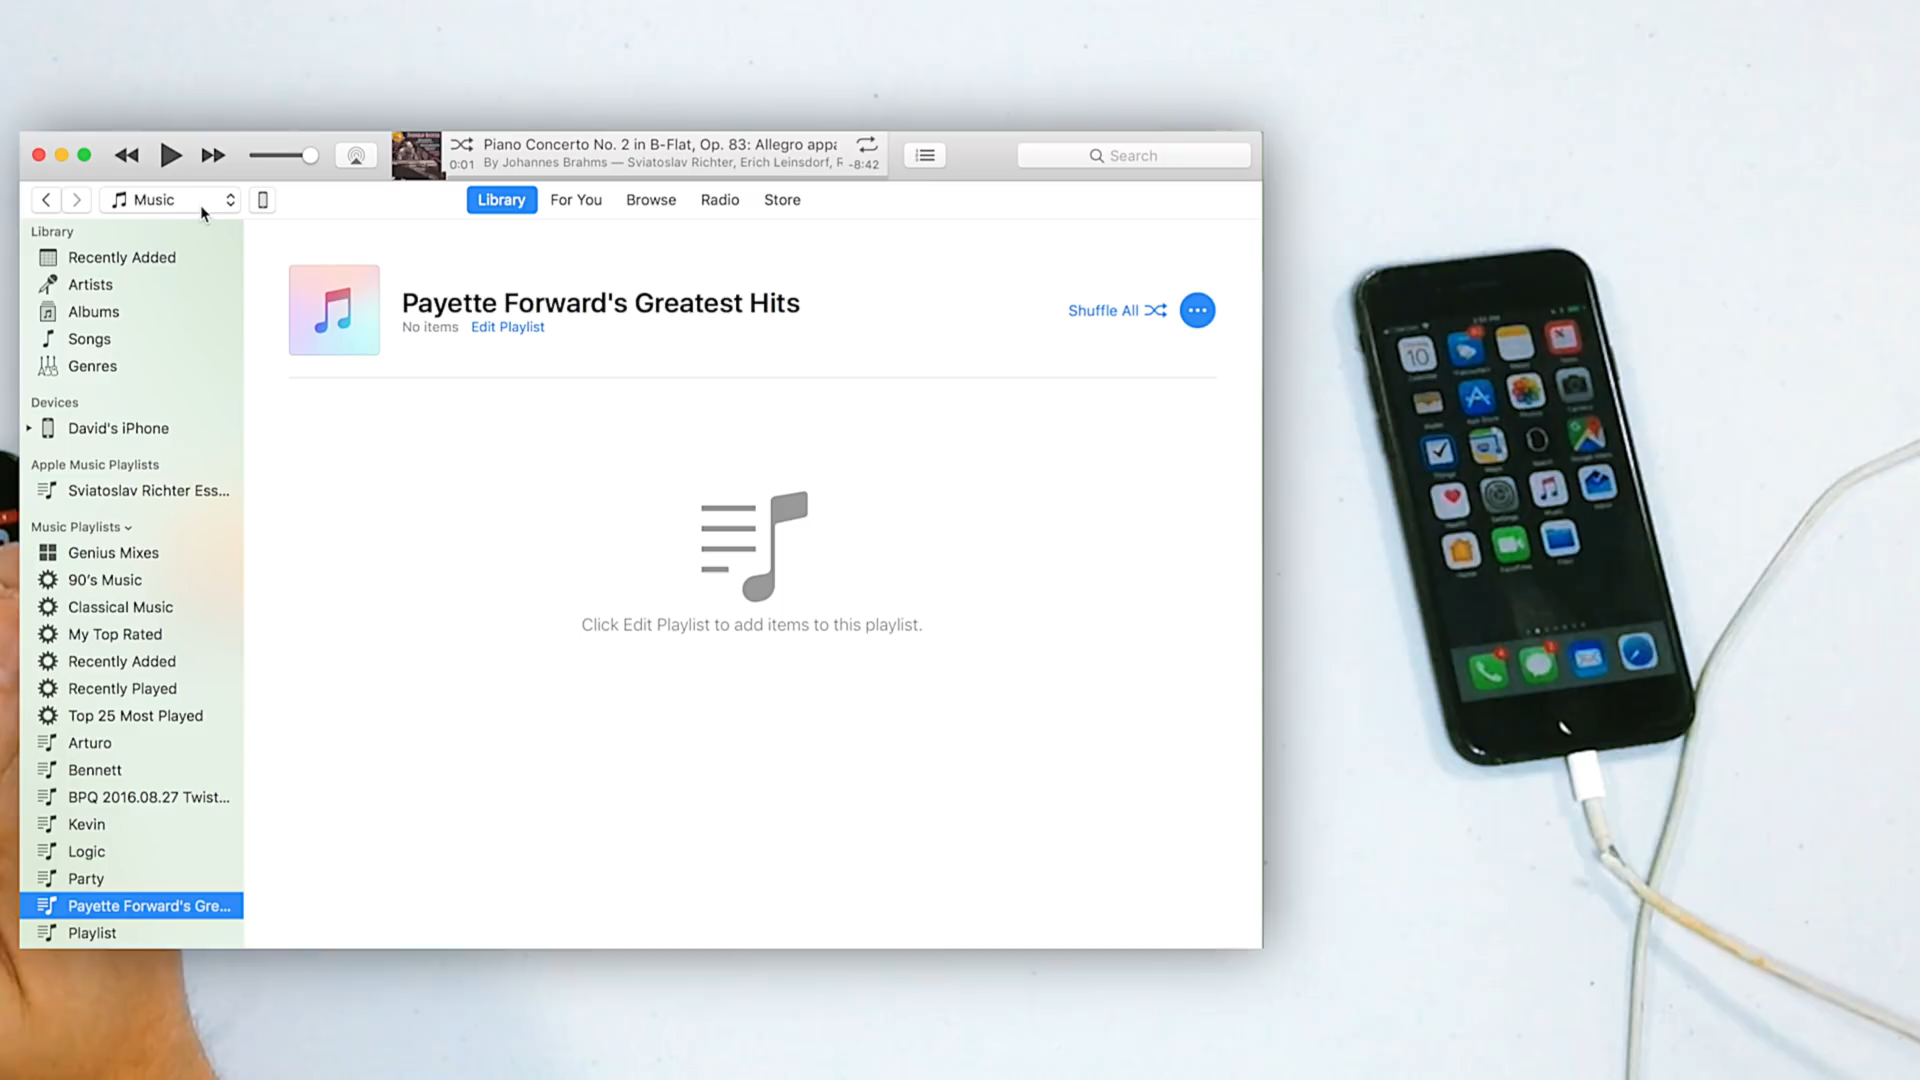 Piano Concerto No. 2 in B-Flat, Op. 83: Allegro appa
0:01 By Johannes Brahms — Sviatoslav Richter, Erich Leinsdorf, R -8:42
Search
Music
Library For You Browse Radio Store
Library
Recently Added
Artists
Albums
Songs
Genres
Devices
David's iPhone
Apple Music Playlists
Sviatoslav Richter Ess...
Music Playlists
Genius Mixes
90's Music
Classical Music
My Top Rated
Recently Added
Recently Played
Top 25 Most Played
Arturo
Bennett
BPQ 2016.08.27 Twist...
Kevin
Logic
Party
Payette Forward's Gre...
Playlist
Payette Forward's Greatest Hits
No items Edit Playlist
Shuffle All
Click Edit Playlist to add items to this playlist.
10